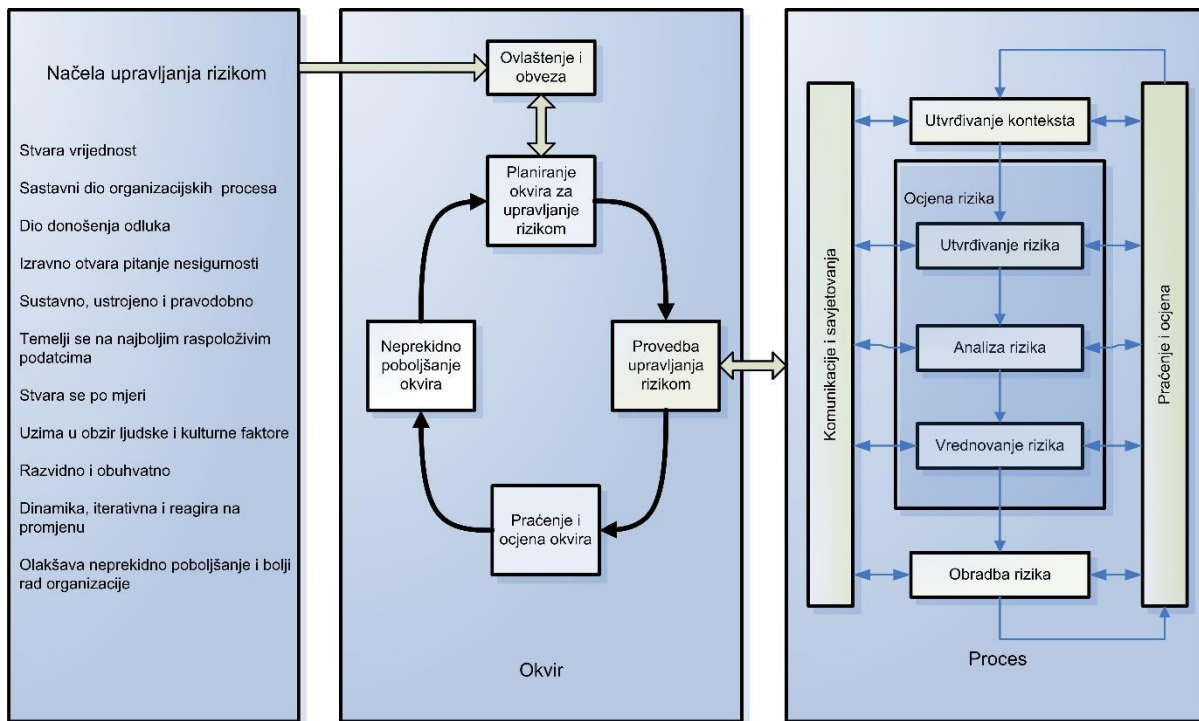 Načela upravljanja rizikom
Stvara vrijednost
Sastavni dio organizacijskih procesa
Dio donošenja odluka
Izravno otvara pitanje nesigurnosti
Sustavno, ustrojeno i pravodobno
Temelji se na najboljim raspoloživim
podatcima
Stvara se po mjeri
Uzima u obzir ljudske i kulturne faktore
Razvidno i obuhvatno
Dinamika, iterativna i reagira na
promjenu
Olakšava neprekidno poboljšanje i bolji
rad organizacije
Ovlaštenje i
obveza
Planiranje
okvira za
upravljanje
rizikom
Neprekidno
poboljšanje
okvira
Provedba
upravljanja
rizikom
Praćenje i
ocjena okvira
Okvir
Komunikacije i savjetovanja
Utvrđivanje konteksta
Ocjena rizika
Utvrđivanje rizika
Analiza rizika
Vrednovanje rizika
Obradba rizika
Praćenje i ocjena
Proces